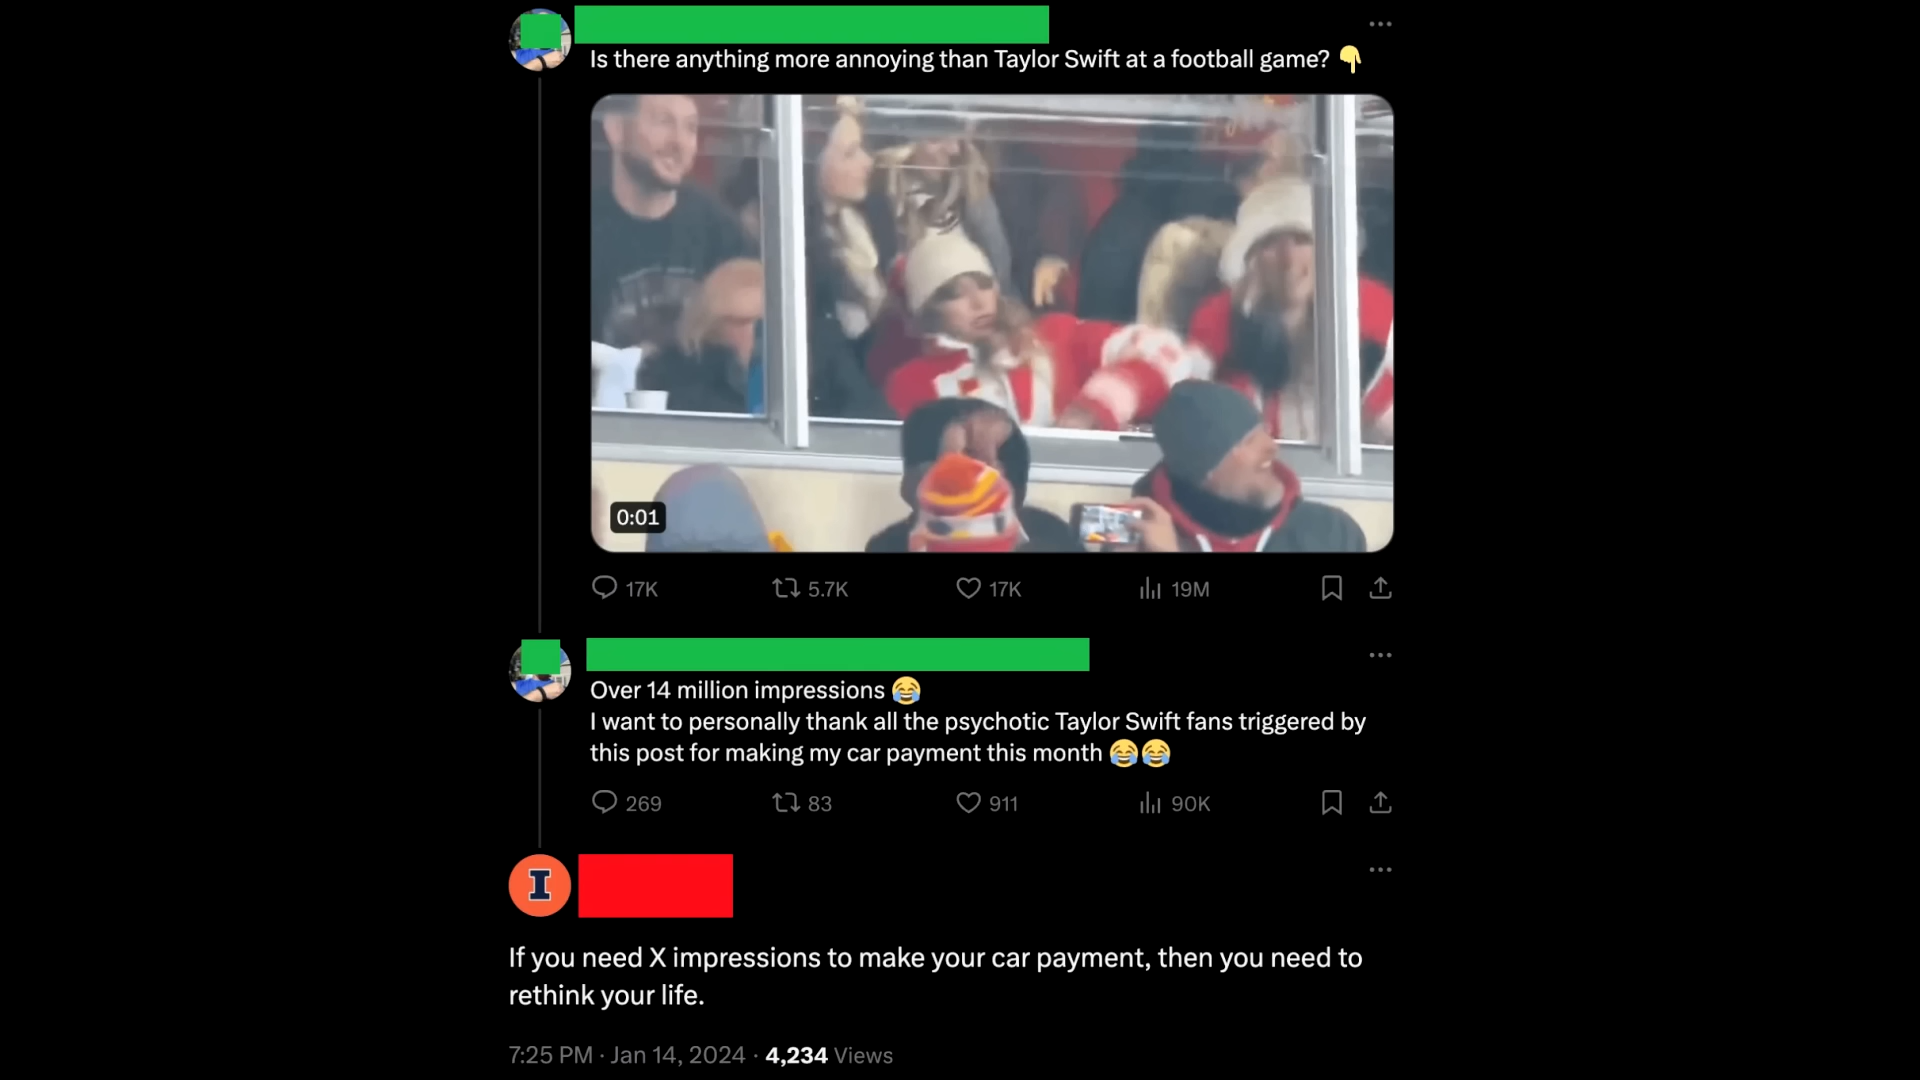 Is there anything more annoying than Taylor Swift at a football game? 👇
0:01
17K 5.7K 17K 19M
Over 14 million impressions 😂
I want to personally thank all the psychotic Taylor Swift fans triggered by
this post for making my car payment this month 😂😂
269 83 911 90K
I
If you need X impressions to make your car payment, then you need to
rethink your life.
7:25 PM · Jan 14, 2024 · 4,234 Views